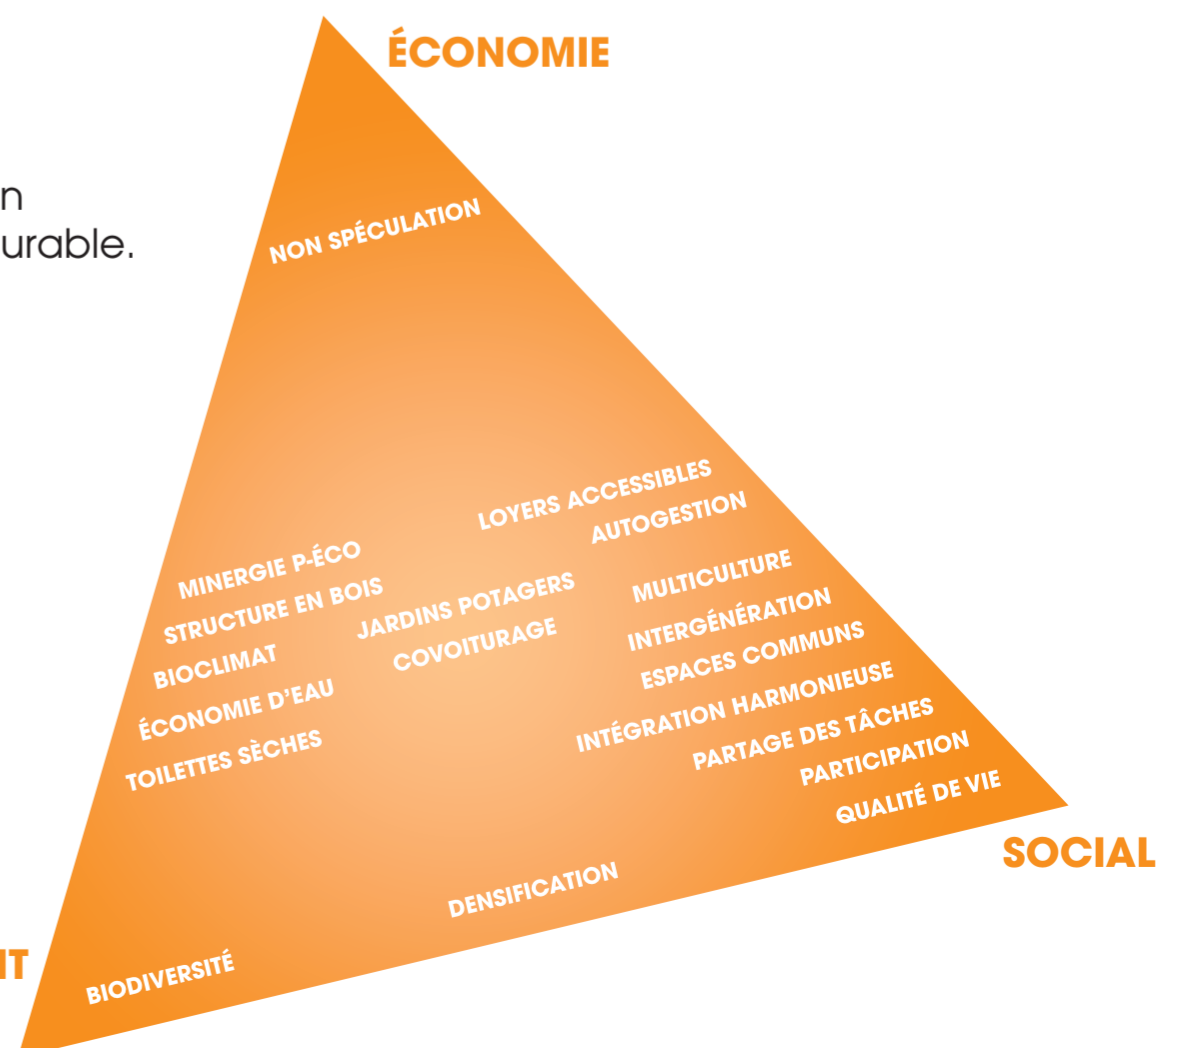 ÉCONOMIE
n
urable.
NON SPÉCULATION
LOYERS ACCESSIBLES
AUTOGESTION
MINERGIE P-ÉCO
STRUCTURE EN BOIS
BIOCLIMAT
ÉCONOMIE D'EAU
TOILETTES SÈCHES
JARDINS POTAGERS
COVOITURAGE
MULTICULTURE
INTERGÉNÉRATION
ESPACES COMMUNS
INTÉGRATION HARMONIEUSE
PARTAGE DES TÂCHES
PARTICIPATION
QUALITÉ DE VIE
SOCIAL
DENSIFICATION
BIODIVERSITÉ